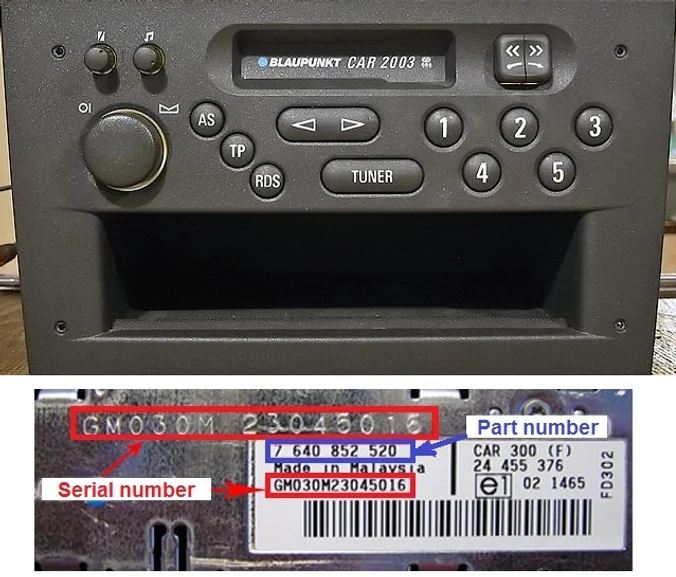 BLAUPUNKT CAR 2003
AS
TP
RDS
TUNER
1
2
3
4
5
GM030M 23045016
Part number
7 640 852 520
Made in Malaysia
Serial number
GM030M23045016
CAR 300 (F)
24 455 376
e1 02 1465
FD302